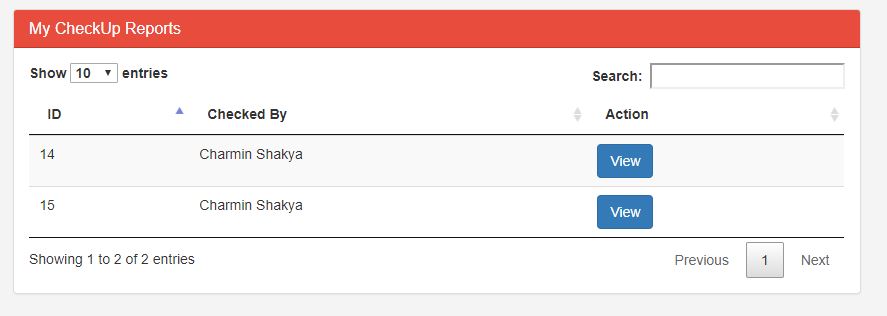 My CheckUp Reports
Show 10 entries
Search:
ID Checked By Action
14 Charmin Shakya View
15 Charmin Shakya View
Showing 1 to 2 of 2 entries
Previous 1 Next